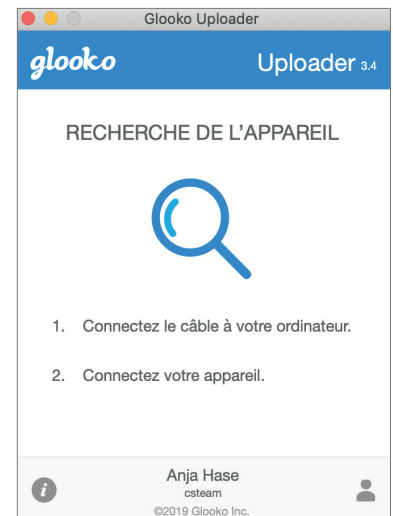 Glooko Uploader
glooko
Uploader 3.4
RECHERCHE DE L'APPAREIL
1. Connectez le câble à votre ordinateur.
2. Connectez votre appareil.
i
Anja Hase
csteam
©2019 Glooko Inc.